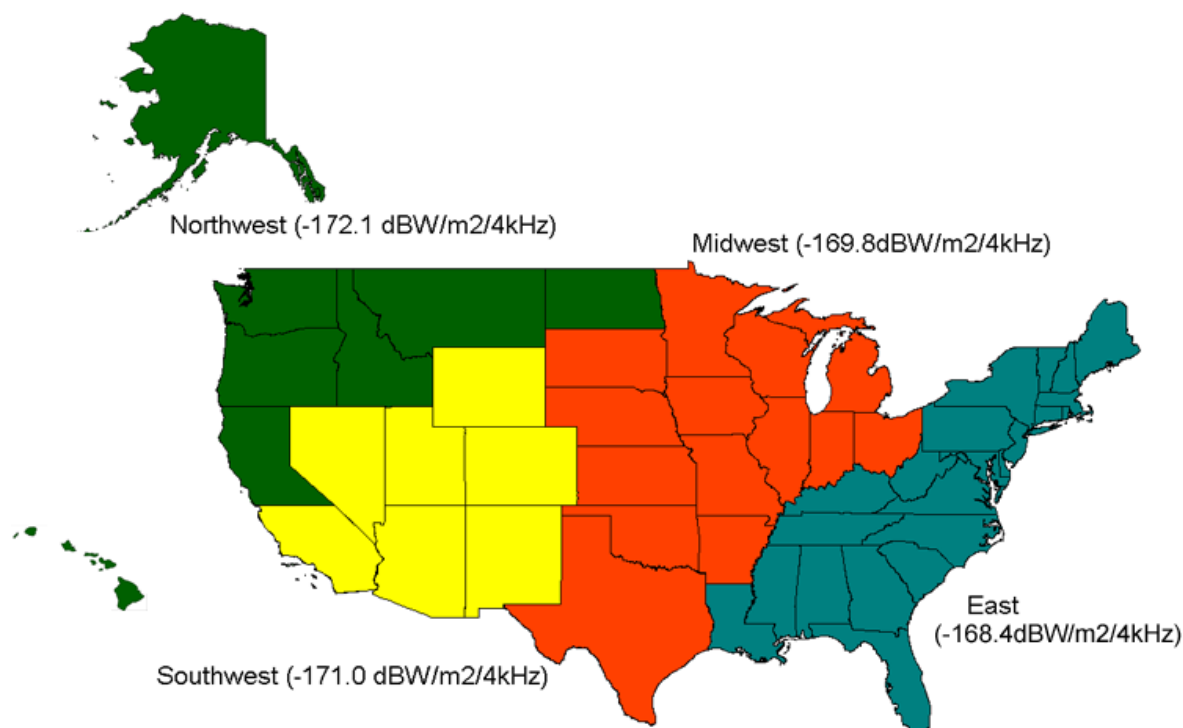 Northwest (-172.1 dBW/m2/4kHz)
Midwest (-169.8dBW/m2/4kHz)
East
(-168.4dBW/m2/4kHz)
Southwest (-171.0 dBW/m2/4kHz)